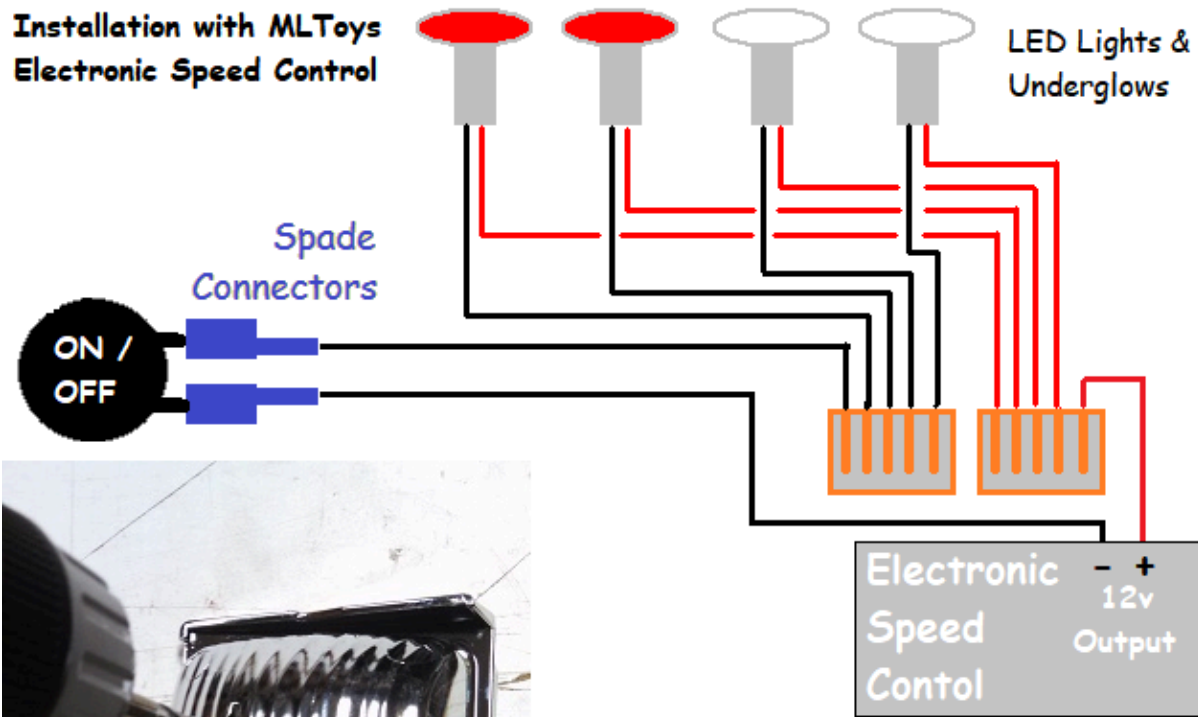 Installation with MLToys
Electronic Speed Control
LED Lights &
Underglows
Spade
Connectors
ON /
OFF
Electronic
Speed
Contol
- +
12v
Output